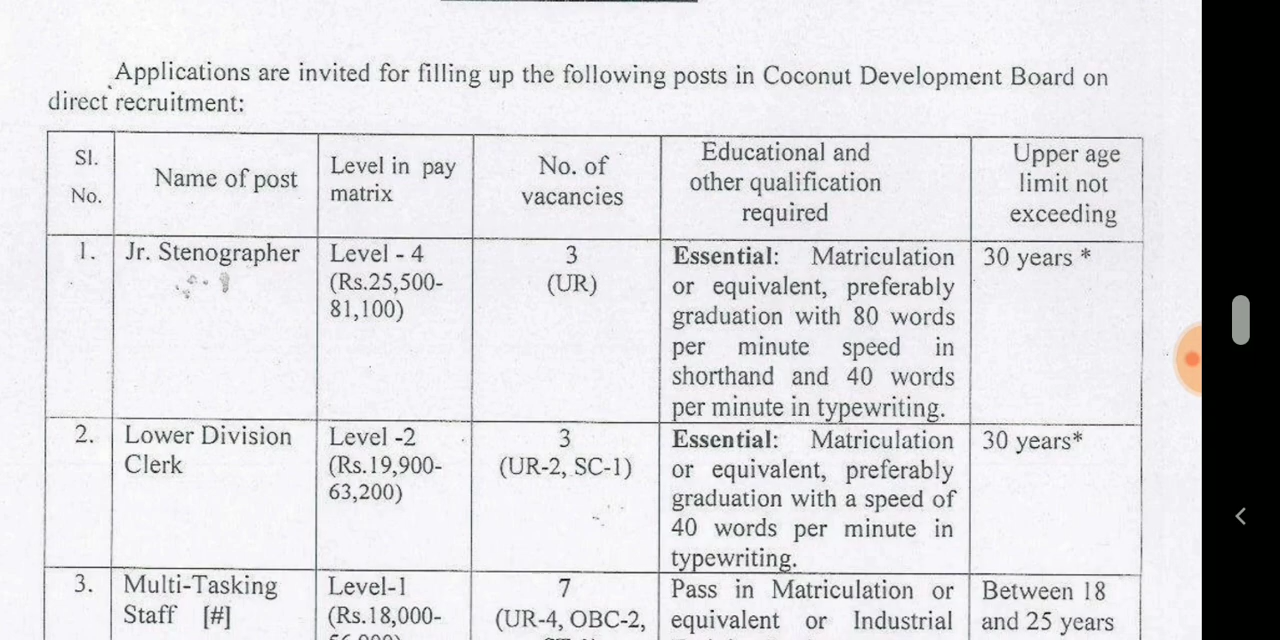 Applications are invited for filling up the following posts in Coconut Development Board on
direct recruitment:
Sl.
No.
Name of post
Level in pay
matrix
No. of
vacancies
Educational and
other qualification
required
Upper age
limit not
exceeding
1.
Jr. Stenographer
Level - 4
(Rs.25,500-
81,100)
3
(UR)
Essential: Matriculation
or equivalent, preferably
graduation with 80 words
per minute speed in
shorthand and 40 words
per minute in typewriting.
30 years *
2.
Lower Division
Clerk
Level -2
(Rs.19,900-
63,200)
3
(UR-2, SC-1)
Essential: Matriculation
or equivalent, preferably
graduation with a speed of
40 words per minute in
typewriting.
30 years*
3.
Multi-Tasking
Staff [#]
Level-1
(Rs.18,000-
7
(UR-4, OBC-2,
Pass in Matriculation or
equivalent or Industrial
Between 18
and 25 years